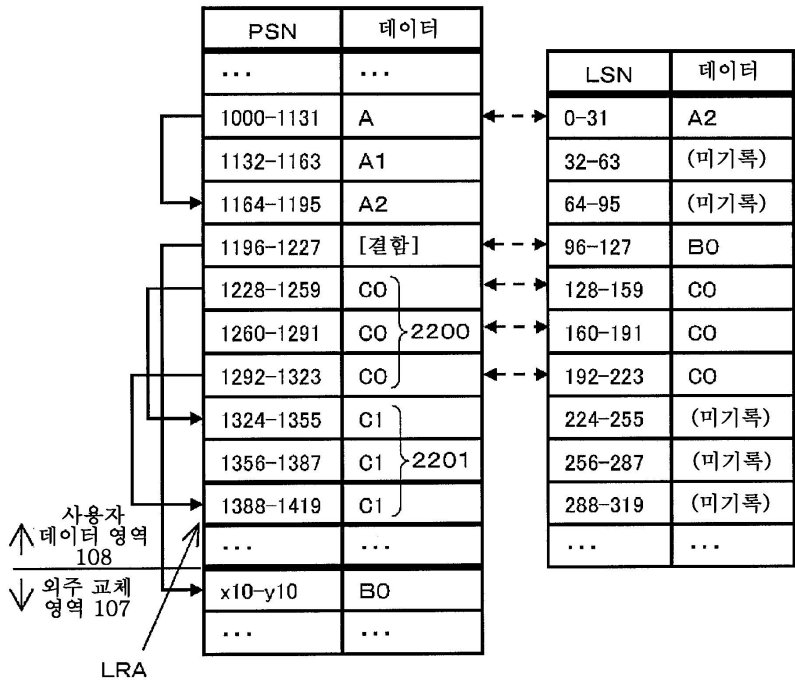 PSN 데이터
... ...
1000-1131 A
1132-1163 A1
1164-1195 A2
1196-1227 [결함]
1228-1259 C0
1260-1291 C0 2200
1292-1323 C0
1324-1355 C1
1356-1387 C1 2201
1388-1419 C1
... ...
x10-y10 B0
... ...
LSN 데이터
0-31 A2
32-63 (미기록)
64-95 (미기록)
96-127 B0
128-159 C0
160-191 C0
192-223 C0
224-255 (미기록)
256-287 (미기록)
288-319 (미기록)
... ...
사용자
데이터 영역
108
외주 교체
영역 107
LRA